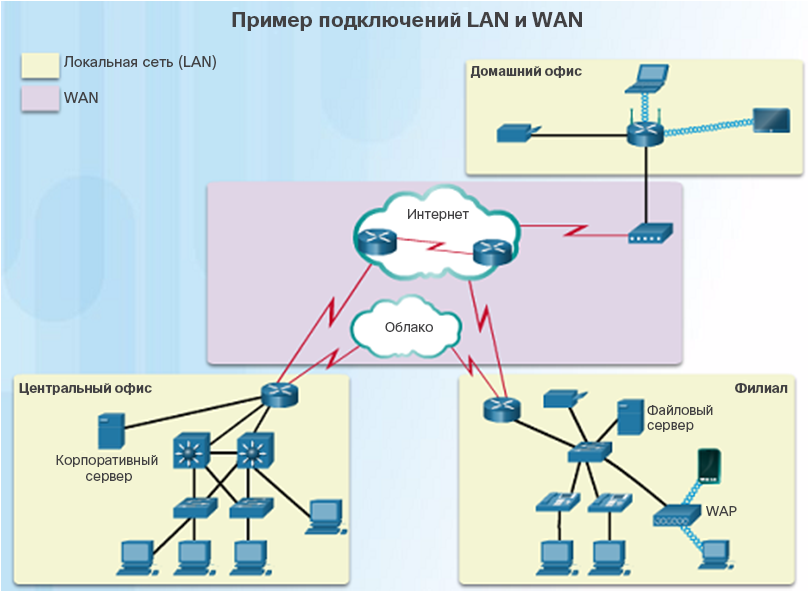 Пример подключений LAN и WAN
Локальная сеть (LAN)
WAN
Домашний офис
Интернет
Облако
Центральный офис
Корпоративный
сервер
Филиал
Файловый
сервер
WAP